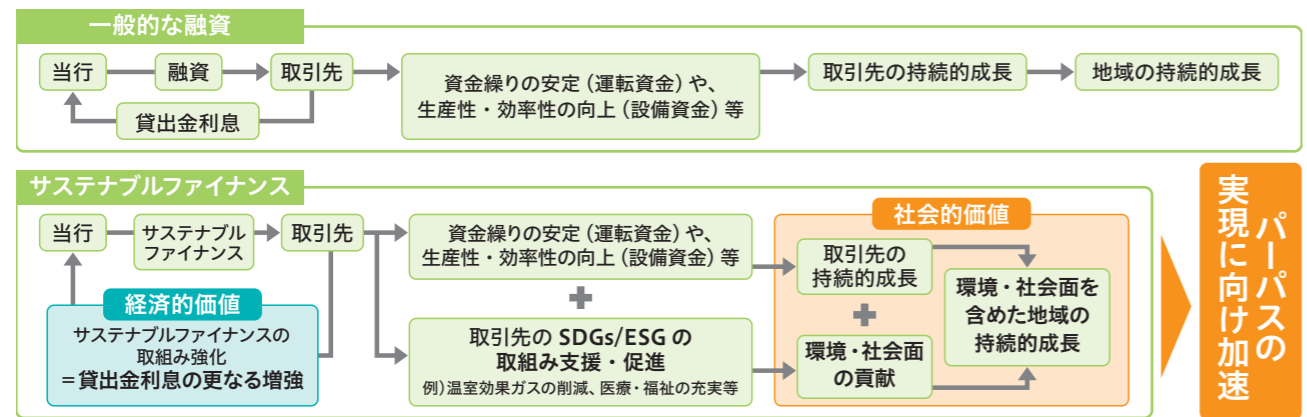 一般的な融資
当行
融資
取引先
資金繰りの安定（運転資金）や、
生産性・効率性の向上（設備資金）等
取引先の持続的成長
地域の持続的成長
貸出金利息
サステナブルファイナンス
当行
サステナブル
ファイナンス
取引先
資金繰りの安定（運転資金）や、
生産性・効率性の向上（設備資金）等
+
取引先の SDGs/ESG の
取組み支援・促進
例）温室効果ガスの削減、医療・福祉の充実等
経済的価値
サステナブルファイナンスの
取組み強化
＝貸出金利息の更なる増強
社会的価値
取引先の
持続的成長
+
環境・社会面
の貢献
環境・社会面を
含めた地域の
持続的成長
パーパスの
実現に向け加速